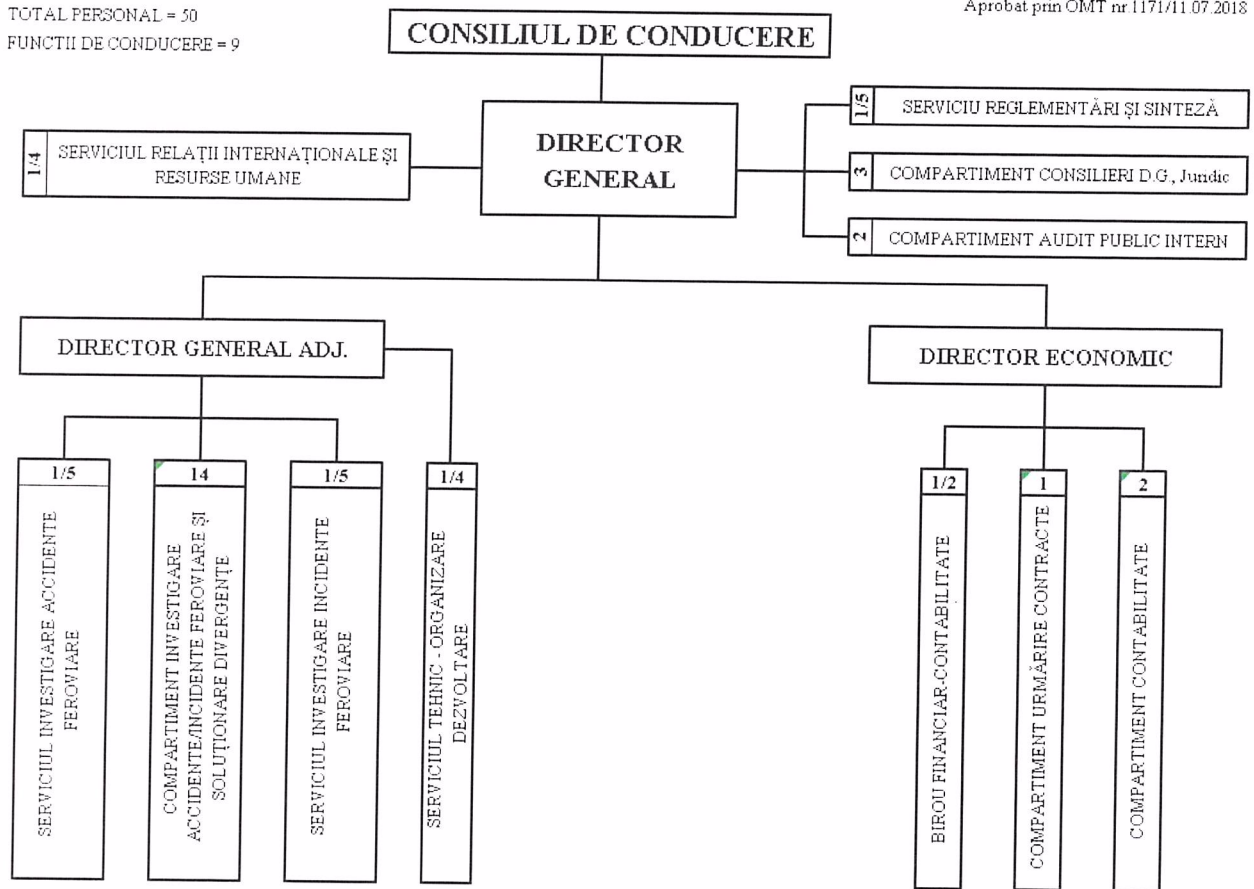 TOTAL PERSONAL = 50
FUNCTII DE CONDUCERE = 9
Aprobat prin OMT nr.1171/11.07.2018
CONSILIUL DE CONDUCERE
DIRECTOR
GENERAL
1/4
SERVICIUL RELAȚII INTERNAȚIONALE ȘI
RESURSE UMANE
1/5
SERVICIU REGLEMENTĂRI ȘI SINTEZĂ
3
COMPARTIMENT CONSILIERI D.G., Juridic
2
COMPARTIMENT AUDIT PUBLIC INTERN
DIRECTOR GENERAL ADJ.
DIRECTOR ECONOMIC
1/5
SERVICIUL INVESTIGARE ACCIDENTE
FEROVIARE
14
COMPARTIMENT INVESTIGARE
ACCIDENTE/INCIDENTE FEROVIARE ȘI
SOLUȚIONARE DIVERGENȚE
1/5
SERVICIUL INVESTIGARE INCIDENTE
FEROVIARE
1/4
SERVICIUL TEHNIC - ORGANIZARE
DEZVOLTARE
1/2
BIROU FINANCIAR-CONTABILITATE
1
COMPARTIMENT URMĂRIRE CONTRACTE
2
COMPARTIMENT CONTABILITATE